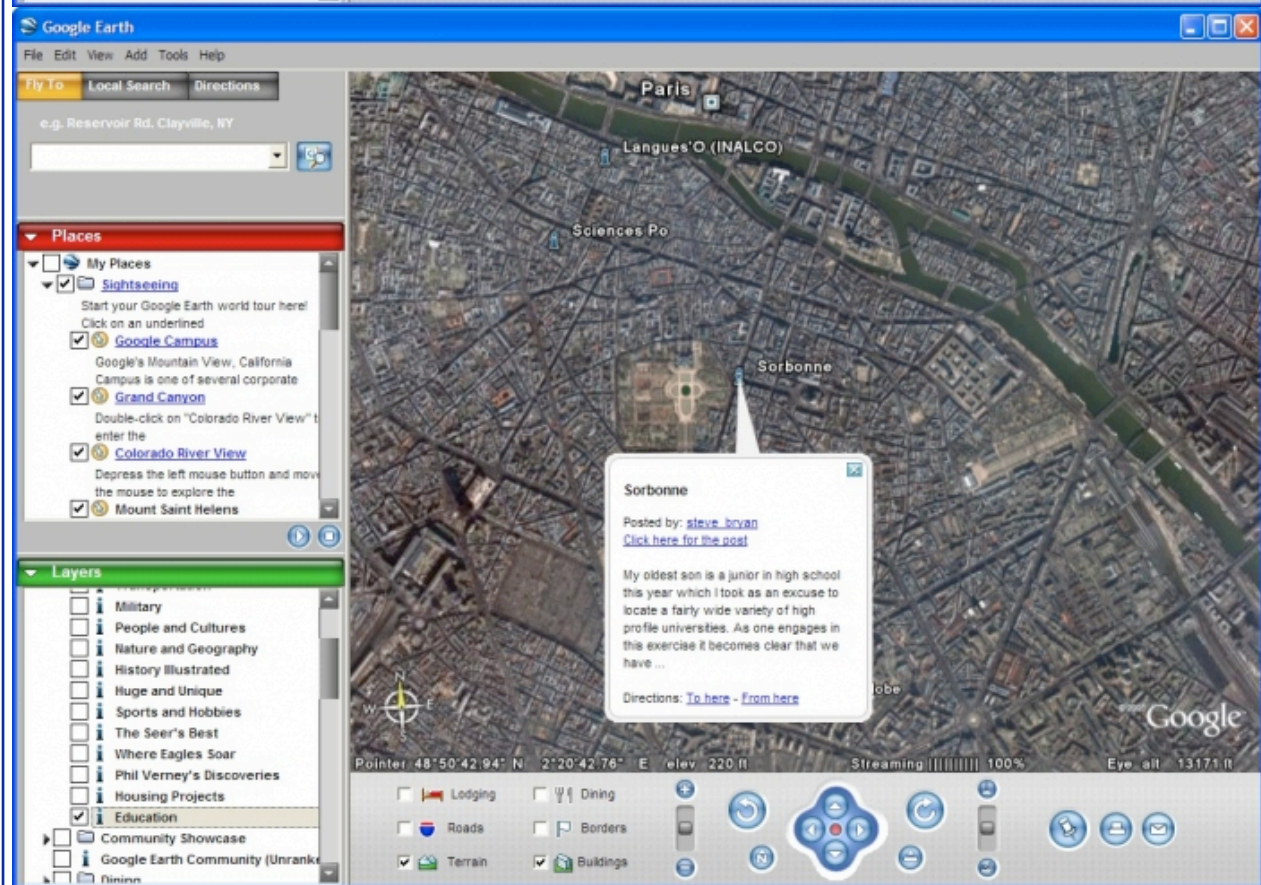 Google Earth
File Edit View Add Tools Help
Fly To Local Search Directions
e.g. Reservoir Rd. Clayville, NY
Places
My Places
Sightseeing
Start your Google Earth world tour here!
Click on an underlined
Google Campus
Google's Mountain View, California
Campus is one of several corporate
Grand Canyon
Double-click on "Colorado River View" t
enter the
Colorado River View
Depress the left mouse button and mov
the mouse to explore the
Mount Saint Helens
Layers
Transportation
Military
People and Cultures
Nature and Geography
History Illustrated
Huge and Unique
Sports and Hobbies
The Seer's Best
Where Eagles Soar
Phil Verney's Discoveries
Housing Projects
Education
Community Showcase
Google Earth Community (Unranke
Dining
Paris
Langues'O (INALCO)
Sciences Po
Sorbonne
Sorbonne
Posted by: steve_bryan
Click here for the post
My oldest son is a junior in high school
this year which I took as an excuse to
locate a fairly wide variety of high
profile universities. As one engages in
this exercise it becomes clear that we
have ...
Directions: To here - From here
N
W E
S
Google
Pointer 48°50'42.94" N 2°20'42.76" E elev 220 ft Streaming |||||||||| 100% Eye alt 13171 ft
Lodging Dining
Roads Borders
Terrain Buildings
N